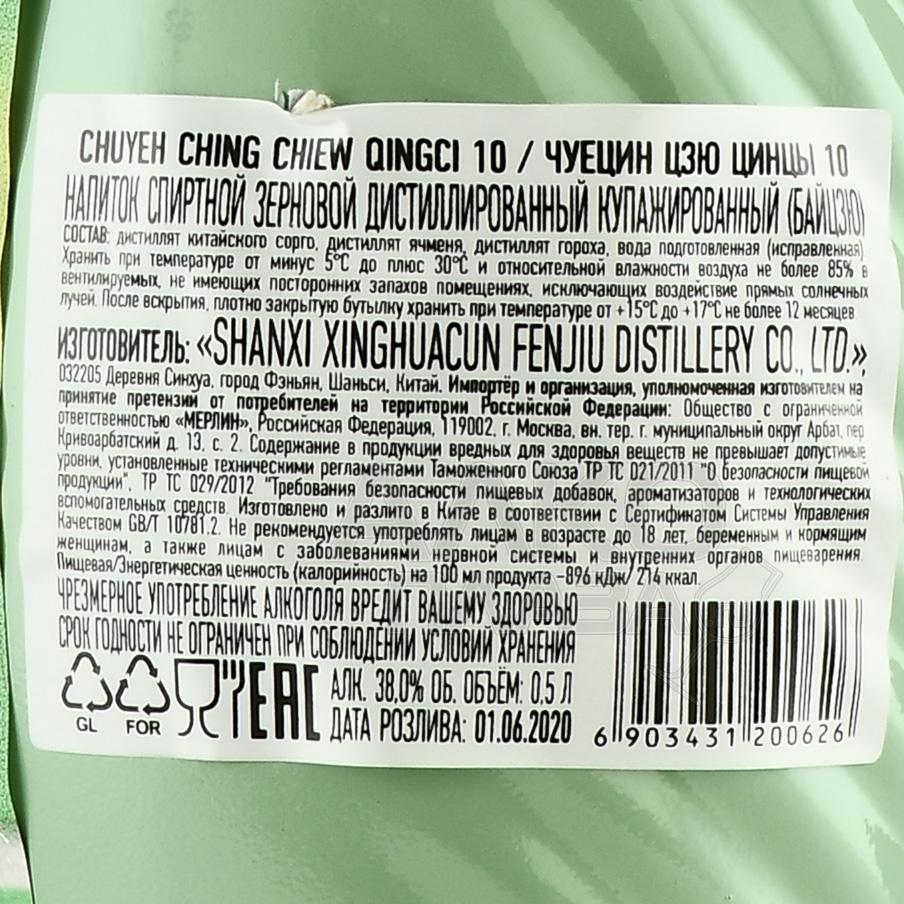 CHUYEH CHING CHIEW QINGCI 10 / ЧУЕЦИН ЦЗЮ ЦИНЦЫ 10
НАПИТОК СПИРТНОЙ ЗЕРНОВОЙ ДИСТИЛЛИРОВАННЫЙ КУПАЖИРОВАННЫЙ (БАЙЦЗЮ)
СОСТАВ: дистиллят китайского сорго, дистиллят ячменя, дистиллят гороха, вода подготовленная (исправленная)
Хранить при температуре от минус 5°С до плюс 30°С и относительной влажности воздуха не более 85% в
вентилируемых, не имеющих посторонних запахов помещениях, исключающих воздействие прямых солнечных
лучей. После вскрытия, плотно закрытую бутылку хранить при температуре от +15°С до +17°С не более 12 месяцев
ИЗГОТОВИТЕЛЬ: «SHANXI XINGHUACUN FENJIU DISTILLERY CO., LTD.»,
032205 Деревня Синхуа, город Фэньян, Шаньси, Китай. Импортёр и организация, уполномоченная изготовителем на
принятие претензий от потребителей на территории Российской Федерации: Общество с ограниченной
ответственностью «МЕРЛИН», Российская Федерация, 119002, г. Москва, вн. тер. г. муниципальный округ Арбат, пер
Кривоарбатский д. 13, с. 2. Содержание в продукции вредных для здоровья веществ не превышает допустимые
уровни, установленные техническими регламентами Таможенного Союза ТР ТС 021/2011 "О безопасности пищевой
продукции", ТР ТС 029/2012 "Требования безопасности пищевых добавок, ароматизаторов и технологических
вспомогательных средств. Изготовлено и разлито в Китае в соответствии с Сертификатом Системы Управления
Качеством GB/T 10781.2. Не рекомендуется употреблять лицам в возрасте до 18 лет, беременным и кормящим
женщинам, а также лицам с заболеваниями нервной системы и внутренних органов пищеварения.
Пищевая/Энергетическая ценность (калорийность) на 100 мл продукта –896 кДж/ 214 ккал.
ЧРЕЗМЕРНОЕ УПОТРЕБЛЕНИЕ АЛКОГОЛЯ ВРЕДИТ ВАШЕМУ ЗДОРОВЬЮ
СРОК ГОДНОСТИ НЕ ОГРАНИЧЕН ПРИ СОБЛЮДЕНИИ УСЛОВИЙ ХРАНЕНИЯ
GL FOR EAC АЛК. 38,0% ОБ. ОБЪЁМ: 0,5 Л
ДАТА РОЗЛИВА: 01.06.2020
6 903431 200626